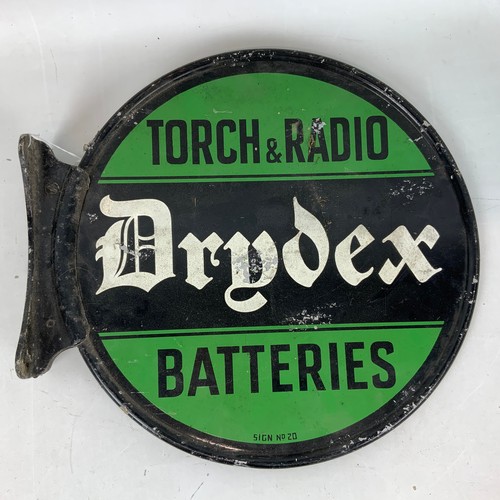 TORCH & RADIO
Drydex
BATTERIES
SIGN No 20